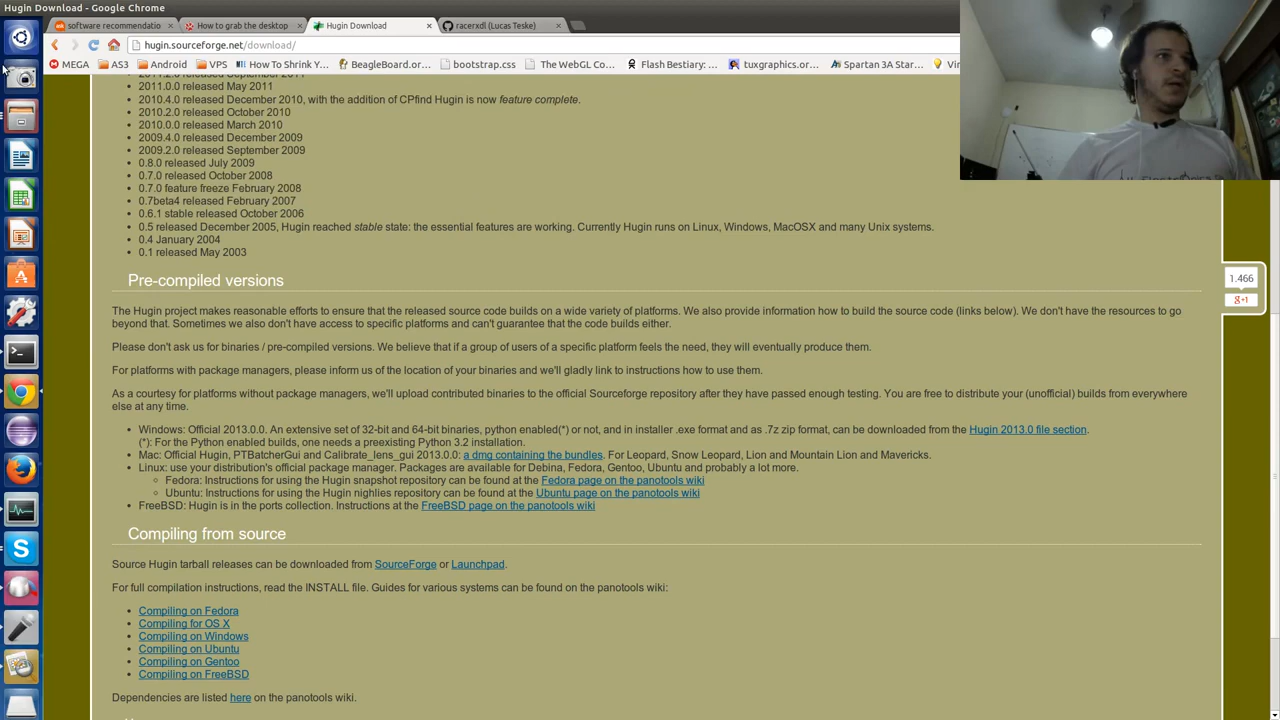 Hugin Download - Google Chrome
software recommendatio
How to grab the desktop
Hugin Download
racerxdl (Lucas Teske)
hugin.sourceforge.net/download/
MEGA
AS3
Android
VPS
How To Shrink Y...
BeagleBoard.org...
bootstrap.css
The WebGL Co...
Flash Bestiary: ...
tuxgraphics.org...
Spartan 3A Star...
2011.2.0 released September 2011
2011.0.0 released May 2011
2010.4.0 released December 2010, with the addition of CPfind Hugin is now feature complete.
2010.2.0 released October 2010
2010.0.0 released March 2010
2009.4.0 released December 2009
2009.2.0 released September 2009
0.8.0 released July 2009
0.7.0 released October 2008
0.7.0 feature freeze February 2008
0.7beta4 released February 2007
0.6.1 stable released October 2006
0.5 released December 2005, Hugin reached stable state: the essential features are working. Currently Hugin runs on Linux, Windows, MacOSX and many Unix systems.
0.4 January 2004
0.1 released May 2003
Pre-compiled versions
1.466
g+1
The Hugin project makes reasonable efforts to ensure that the released source code builds on a wide variety of platforms. We also provide information how to build the source code (links below). We don't have the resources to go
beyond that. Sometimes we also don't have access to specific platforms and can't guarantee that the code builds either.
Please don't ask us for binaries / pre-compiled versions. We believe that if a group of users of a specific platform feels the need, they will eventually produce them.
For platforms with package managers, please inform us of the location of your binaries and we'll gladly link to instructions how to use them.
As a courtesy for platforms without package managers, we'll upload contributed binaries to the official Sourceforge repository after they have passed enough testing. You are free to distribute your (unofficial) builds from everywhere
else at any time.
Windows: Official 2013.0.0. An extensive set of 32-bit and 64-bit binaries, python enabled(*) or not, and in installer .exe format and as .7z zip format, can be downloaded from the Hugin 2013.0 file section.
(*): For the Python enabled builds, one needs a preexisting Python 3.2 installation.
Mac: Official Hugin, PTBatcherGui and Calibrate_lens_gui 2013.0.0: a dmg containing the bundles. For Leopard, Snow Leopard, Lion and Mountain Lion and Mavericks.
Linux: use your distribution's official package manager. Packages are available for Debina, Fedora, Gentoo, Ubuntu and probably a lot more.
Fedora: Instructions for using the Hugin snapshot repository can be found at the Fedora page on the panotools wiki
Ubuntu: Instructions for using the Hugin nighlies repository can be found at the Ubuntu page on the panotools wiki
FreeBSD: Hugin is in the ports collection. Instructions at the FreeBSD page on the panotools wiki
Compiling from source
Source Hugin tarball releases can be downloaded from SourceForge or Launchpad.
For full compilation instructions, read the INSTALL file. Guides for various systems can be found on the panotools wiki:
Compiling on Fedora
Compiling for OS X
Compiling on Windows
Compiling on Ubuntu
Compiling on Gentoo
Compiling on FreeBSD
Dependencies are listed here on the panotools wiki.